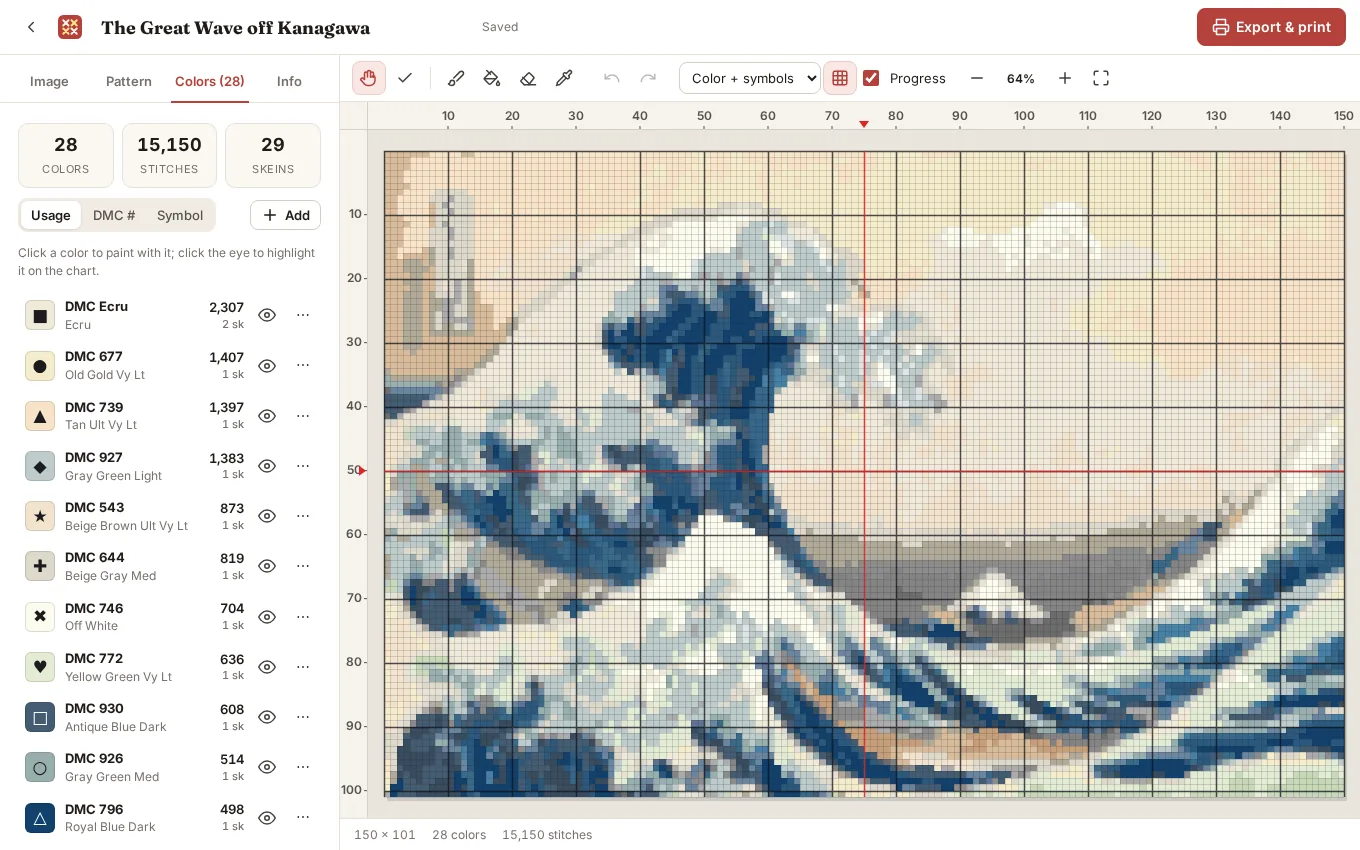 The Great Wave off Kanagawa
Saved
Export & print
Image
Pattern
Colors (28)
Info
Color + symbols
Progress
64%
28
COLORS
15,150
STITCHES
29
SKEINS
Usage
DMC #
Symbol
Add
Click a color to paint with it; click the eye to highlight
it on the chart.
DMC Ecru
2,307
Ecru
2 sk
DMC 677
1,407
Old Gold Vy Lt
1 sk
DMC 739
1,397
Tan Ult Vy Lt
1 sk
DMC 927
1,383
Gray Green Light
1 sk
DMC 543
873
Beige Brown Ult Vy Lt
1 sk
DMC 644
819
Beige Gray Med
1 sk
DMC 746
704
Off White
1 sk
DMC 772
636
Yellow Green Vy Lt
1 sk
DMC 930
608
Antique Blue Dark
1 sk
DMC 926
514
Gray Green Med
1 sk
DMC 796
498
Royal Blue Dark
1 sk
10
20
30
40
50
60
70
80
90
100
110
120
130
140
150
10
20
30
40
50
60
70
80
90
100
150 × 101
28 colors
15,150 stitches